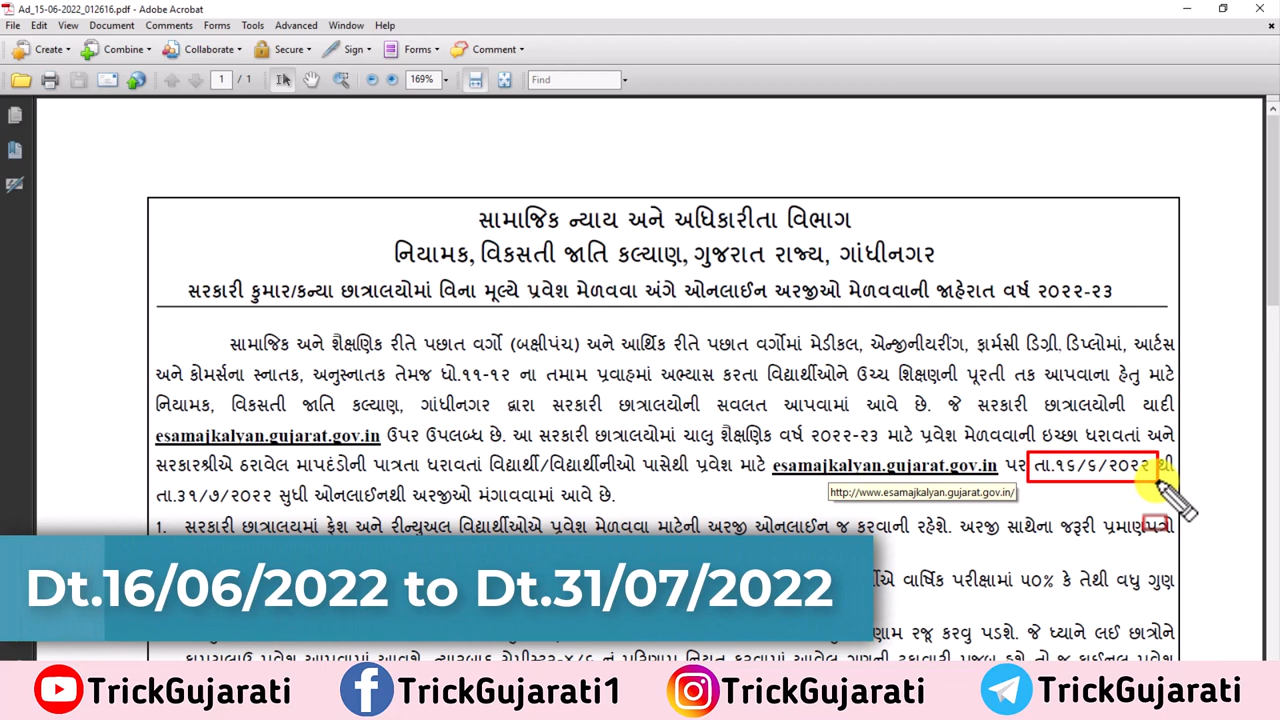 Ad_15-06-2022_012616.pdf - Adobe Acrobat
File Edit View Document Comments Forms Tools Advanced Window Help
Create Combine Collaborate Secure Sign Forms Comment
1 / 1 169% Find
સામાજિક ન્યાય અને અધિકારીતા વિભાગ
નિયામક, વિકસતી જાતિ કલ્યાણ, ગુજરાત રાજ્ય, ગાંધીનગર
સરકારી કુમાર/કન્યા છાત્રાલયોમાં વિના મૂલ્યે પ્રવેશ મેળવવા અંગે ઓનલાઈન અરજીઓ મેળવવાની જાહેરાત વર્ષ ૨૦૨૨-૨૩
સામાજિક અને શૈક્ષણિક રીતે પછાત વર્ગો (બક્ષીપંચ) અને આર્થિક રીતે પછાત વર્ગોમાં મેડીકલ, એન્જીનીયરીંગ, ફાર્મસી ડિગ્રી, ડિપ્લોમાં, આર્ટસ
અને કોમર્સના સ્નાતક, અનુસ્નાતક તેમજ ધો.૧૧-૧૨ ના તમામ પ્રવાહમાં અભ્યાસ કરતા વિદ્યાર્થીઓને ઉચ્ચ શિક્ષણની પૂરતી તક આપવાના હેતુ માટે
નિયામક, વિકસતી જાતિ કલ્યાણ, ગાંધીનગર દ્વારા સરકારી છાત્રાલયોની સવલત આપવામાં આવે છે. જે સરકારી છાત્રાલયોની યાદી
esamajkalyan.gujarat.gov.in ઉપર ઉપલબ્ધ છે. આ સરકારી છાત્રાલયોમાં ચાલુ શૈક્ષણિક વર્ષ ૨૦૨૨-૨૩ માટે પ્રવેશ મેળવવાની ઇચ્છા ધરાવતાં અને
સરકારશ્રીએ ઠરાવેલ માપદંડોની પાત્રતા ધરાવતાં વિદ્યાર્થી/વિદ્યાર્થીનીઓ પાસેથી પ્રવેશ માટે esamajkalyan.gujarat.gov.in પર તા.૧૬/૬/૨૦૨૨ થી
http://www.esamajkalyan.gujarat.gov.in/
તા.૩૧/૭/૨૦૨૨ સુધી ઓનલાઈનથી અરજીઓ મંગાવવામાં આવે છે.
1. સરકારી છાત્રાલયમાં ફ્રેશ અને રીન્યુઅલ વિદ્યાર્થીઓએ પ્રવેશ મેળવવા માટેની અરજી ઓનલાઈન જ કરવાની રહેશે. અરજી સાથેના જરૂરી પ્રમાણપત્રો
વાર્ષિક પરીક્ષામાં ૫૦% કે તેથી વધુ ગુણ
રજૂ કરવુ પડશે. જે ધ્યાને લઈ છાત્રોને
Dt.16/06/2022 to Dt.31/07/2022
TrickGujarati TrickGujarati1 TrickGujarati TrickGujarati